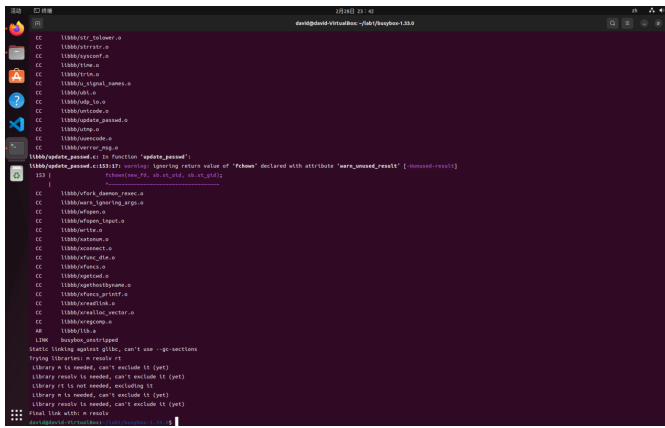 活动
终端
2月28日 23：42
zh
david@david-VirtualBox: ~/lab1/busybox-1.33.0
CC libbb/str_tolower.o
CC libbb/strrstr.o
CC libbb/sysconf.o
CC libbb/time.o
CC libbb/trim.o
CC libbb/u_signal_names.o
CC libbb/ubi.o
CC libbb/udp_io.o
CC libbb/unicode.o
CC libbb/update_passwd.o
CC libbb/utmp.o
CC libbb/uuencode.o
CC libbb/verror_msg.o
libbb/update_passwd.c: In function ‘update_passwd’:
libbb/update_passwd.c:153:17: warning: ignoring return value of ‘fchown’ declared with attribute ‘warn_unused_result’ [-Wunused-result]
153 | fchown(new_fd, sb.st_uid, sb.st_gid);
| ^~~~~~~~~~~~~~~~~~~~~~~~~~~~~~~~~~~~
CC libbb/vfork_daemon_rexec.o
CC libbb/warn_ignoring_args.o
CC libbb/wfopen.o
CC libbb/wfopen_input.o
CC libbb/write.o
CC libbb/xatonum.o
CC libbb/xconnect.o
CC libbb/xfunc_die.o
CC libbb/xfuncs.o
CC libbb/xgetcwd.o
CC libbb/xgethostbyname.o
CC libbb/xfuncs_printf.o
CC libbb/xreadlink.o
CC libbb/xrealloc_vector.o
CC libbb/xregcomp.o
AR libbb/lib.a
LINK busybox_unstripped
Static linking against glibc, can't use --gc-sections
Trying libraries: m resolv rt
Library m is needed, can't exclude it (yet)
Library resolv is needed, can't exclude it (yet)
Library rt is not needed, excluding it
Library m is needed, can't exclude it (yet)
Library resolv is needed, can't exclude it (yet)
Final link with: m resolv
david@david-VirtualBox:~/lab1/busybox-1.33.0$